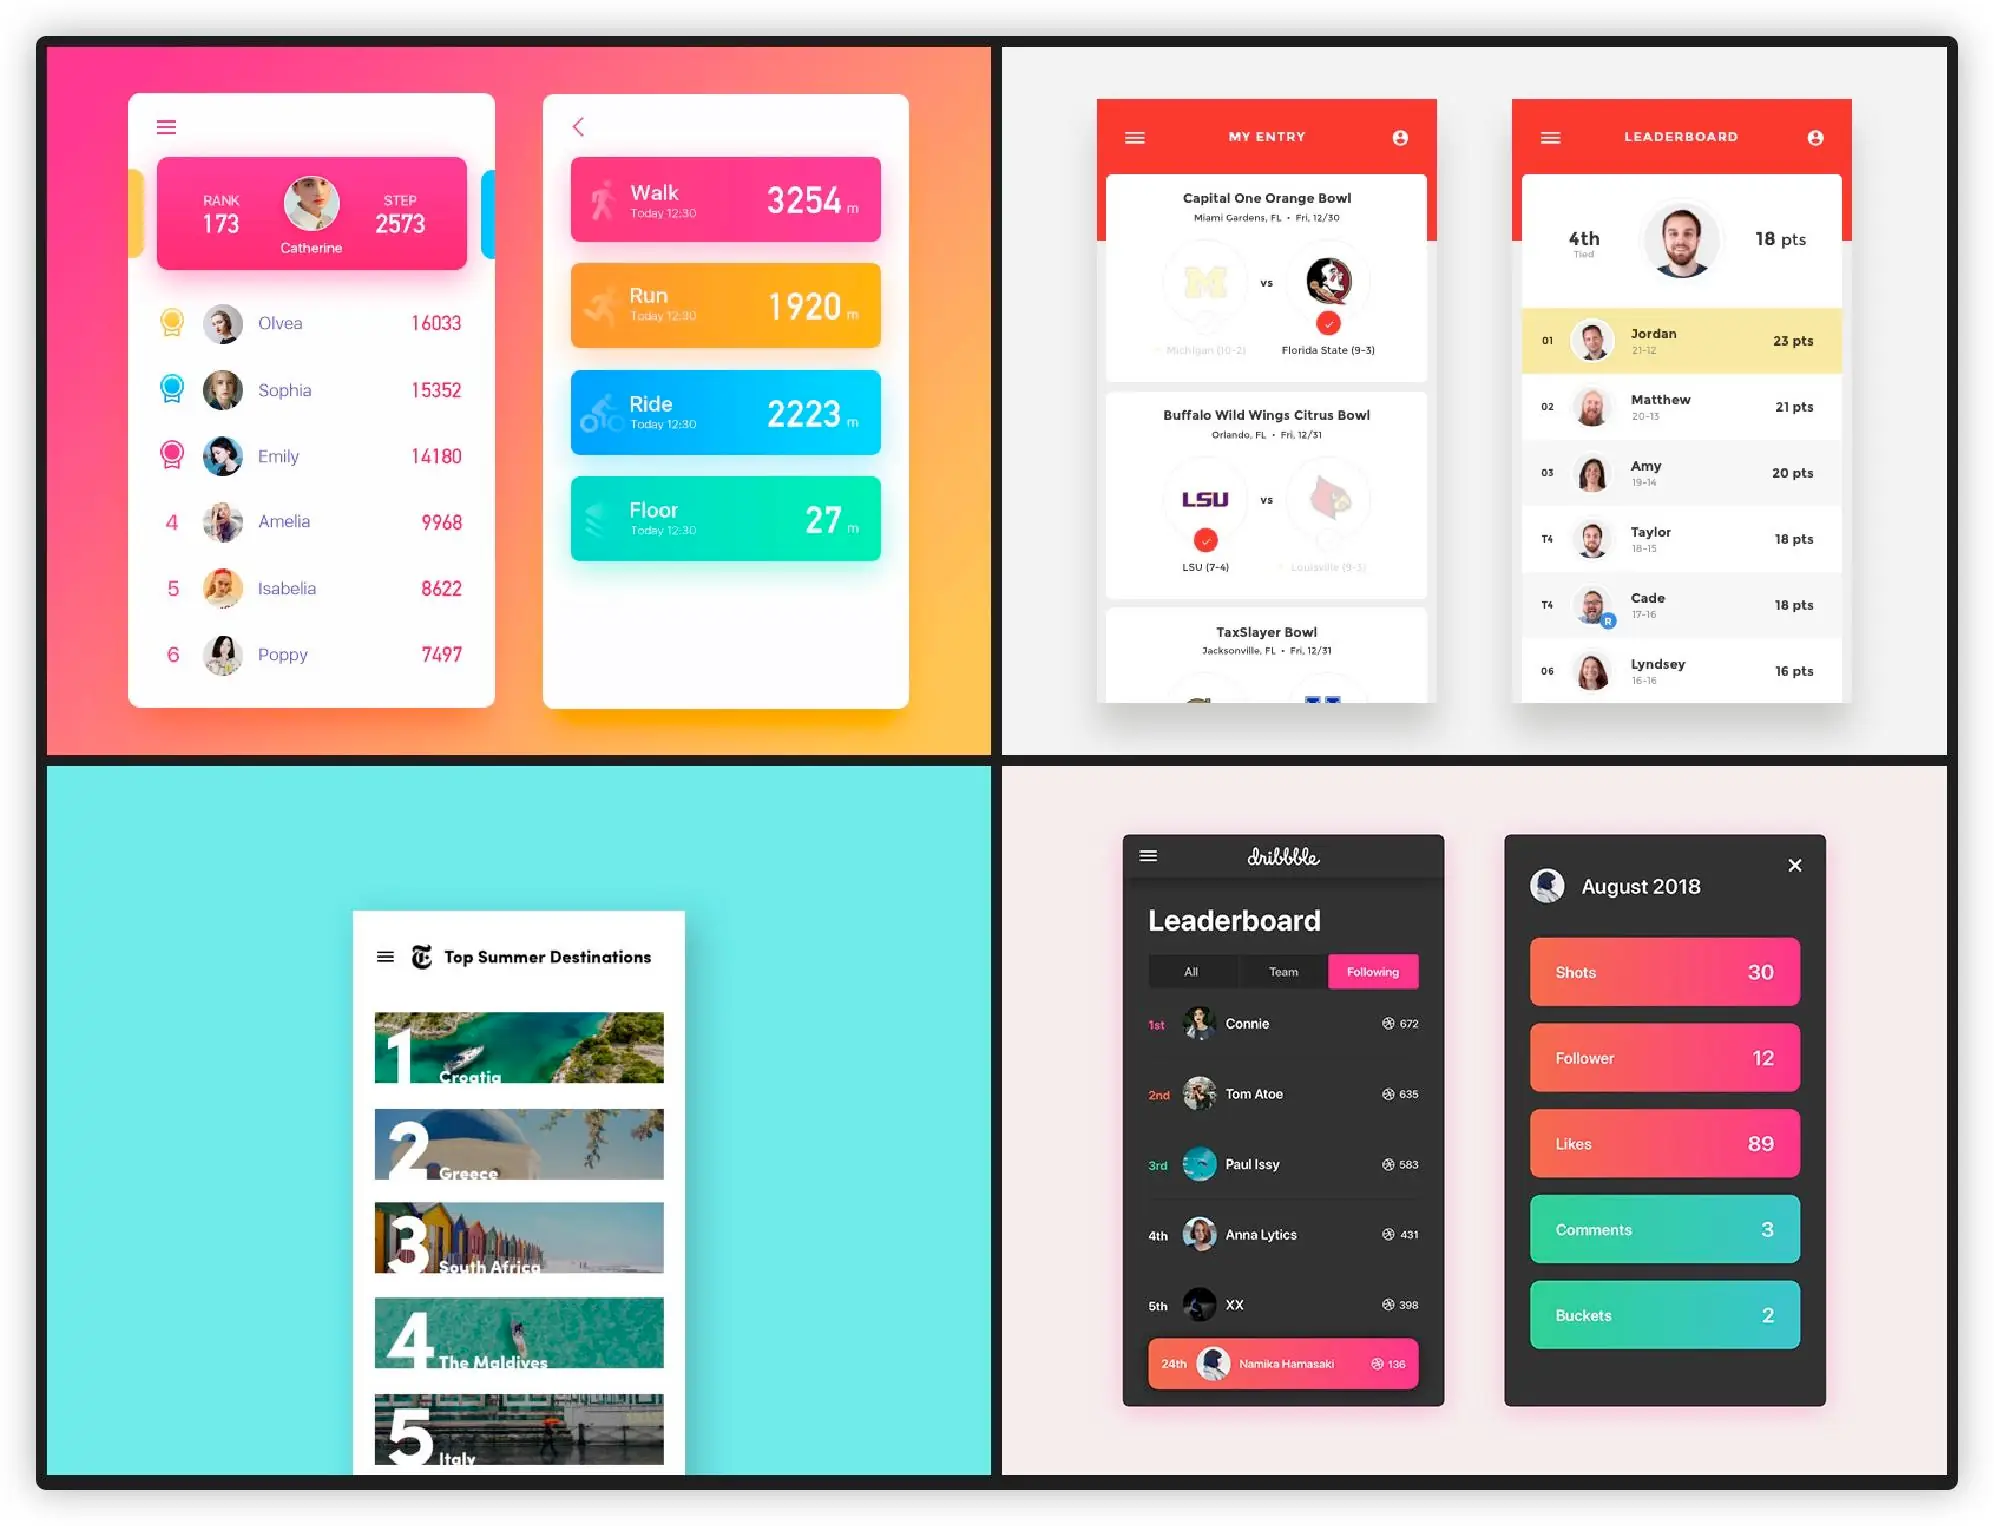 RANK
173
STEP
2573
Catherine
Olvea 16033
Sophia 15352
Emily 14180
4 Amelia 9968
5 Isabelia 8622
6 Poppy 7497
Walk
Today 12:30
3254 m
Run
Today 12:30
1920 m
Ride
Today 12:30
2223 m
Floor
Today 12:30
27 m
MY ENTRY
Capital One Orange Bowl
Miami Gardens, FL • Fri, 12/30
M
vs
Michigan (10-2)
Florida State (9-3)
Buffalo Wild Wings Citrus Bowl
Orlando, FL • Fri, 12/31
LSU
vs
LSU (7-4)
Louisville (9-3)
TaxSlayer Bowl
Jacksonville, FL • Fri, 12/31
LEADERBOARD
4th
Tied
18 pts
01 Jordan 23 pts
21-12
02 Matthew 21 pts
20-13
03 Amy 20 pts
19-14
T4 Taylor 18 pts
18-15
T4 Cade 18 pts
17-16
R
06 Lyndsey 16 pts
16-16
T Top Summer Destinations
1 Croatia
2 Greece
3 South Africa
4 The Maldives
5 Italy
dribbble
Leaderboard
All Team Following
1st Connie 672
2nd Tom Atoe 635
3rd Paul Issy 583
4th Anna Lytics 431
5th XX 398
24th Namika Hamasaki 136
August 2018
Shots 30
Follower 12
Likes 89
Comments 3
Buckets 2